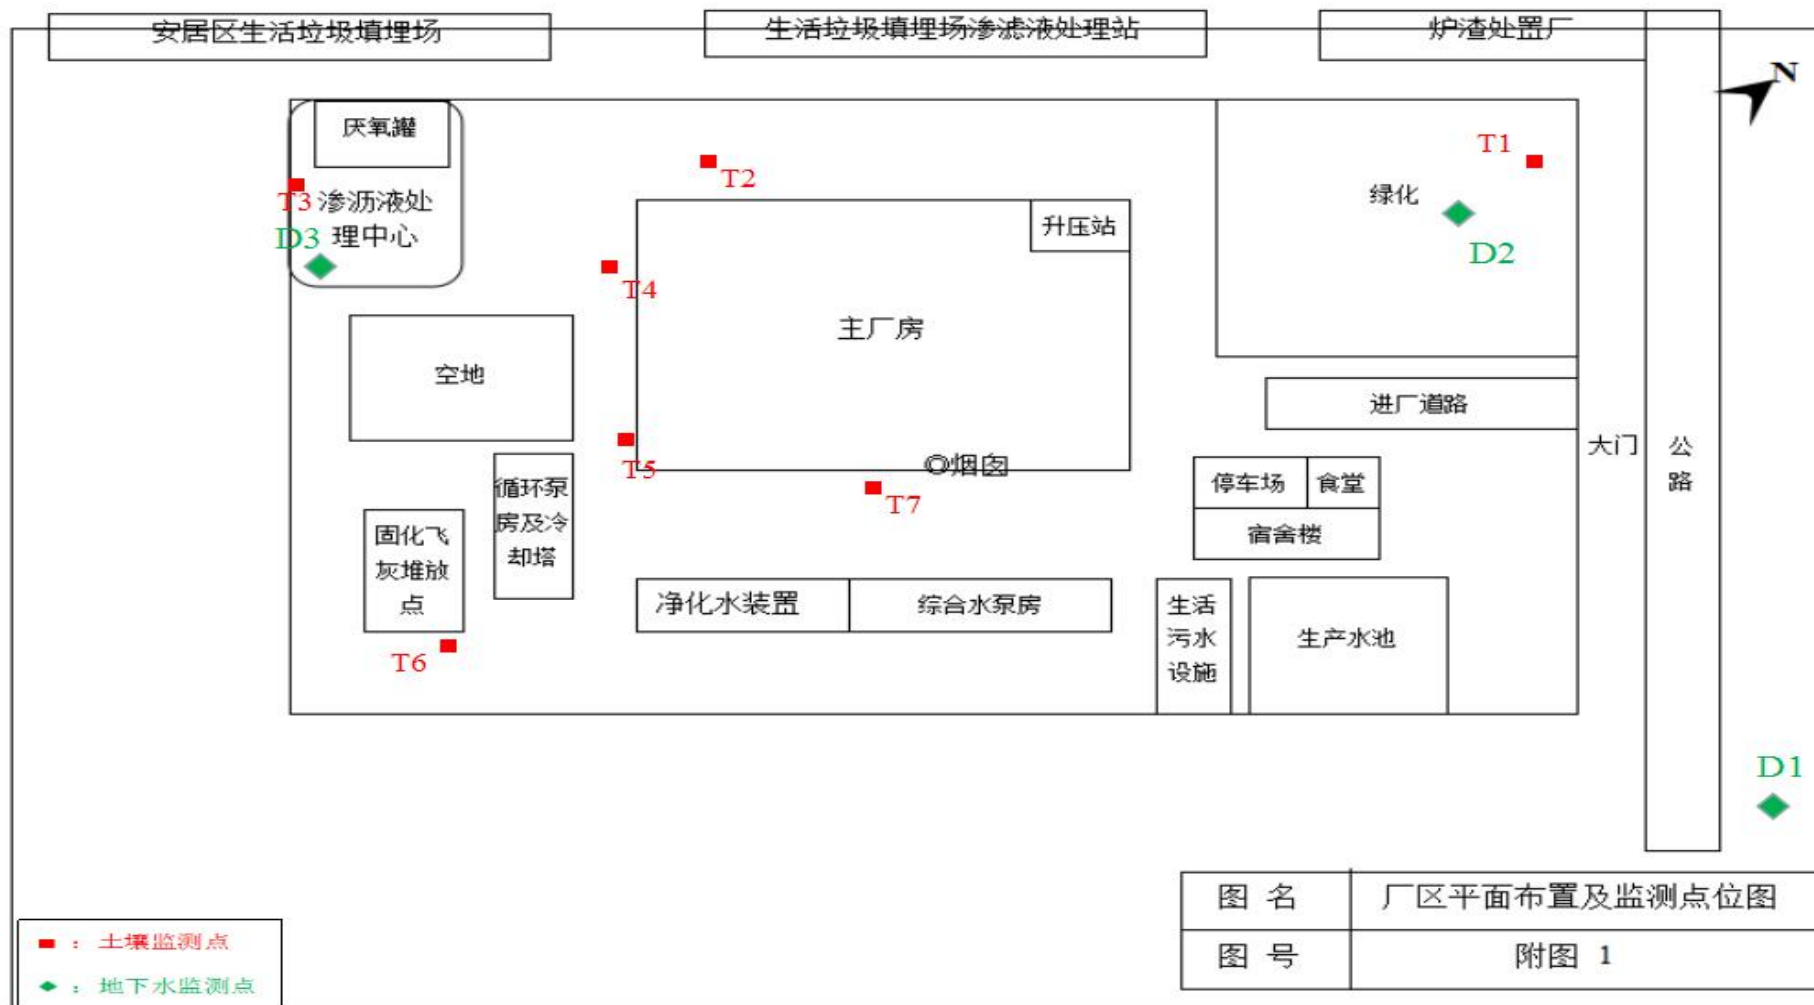 安居区生活垃圾填埋场
生活垃圾填埋场渗滤液处理站
炉渣处置厂
N
厌氧罐
T1
T2
T3
渗沥液处
理中心
D3
绿化
D2
升压站
T4
主厂房
空地
进厂道路
大门
公
路
T5
◎烟囱
T7
循环泵
房及冷
却塔
停车场
食堂
宿舍楼
固化飞
灰堆放
点
净化水装置
综合水泵房
生活
污水
设施
生产水池
T6
D1
图 名
厂区平面布置及监测点位图
图 号
附图 1
：土壤监测点
：地下水监测点